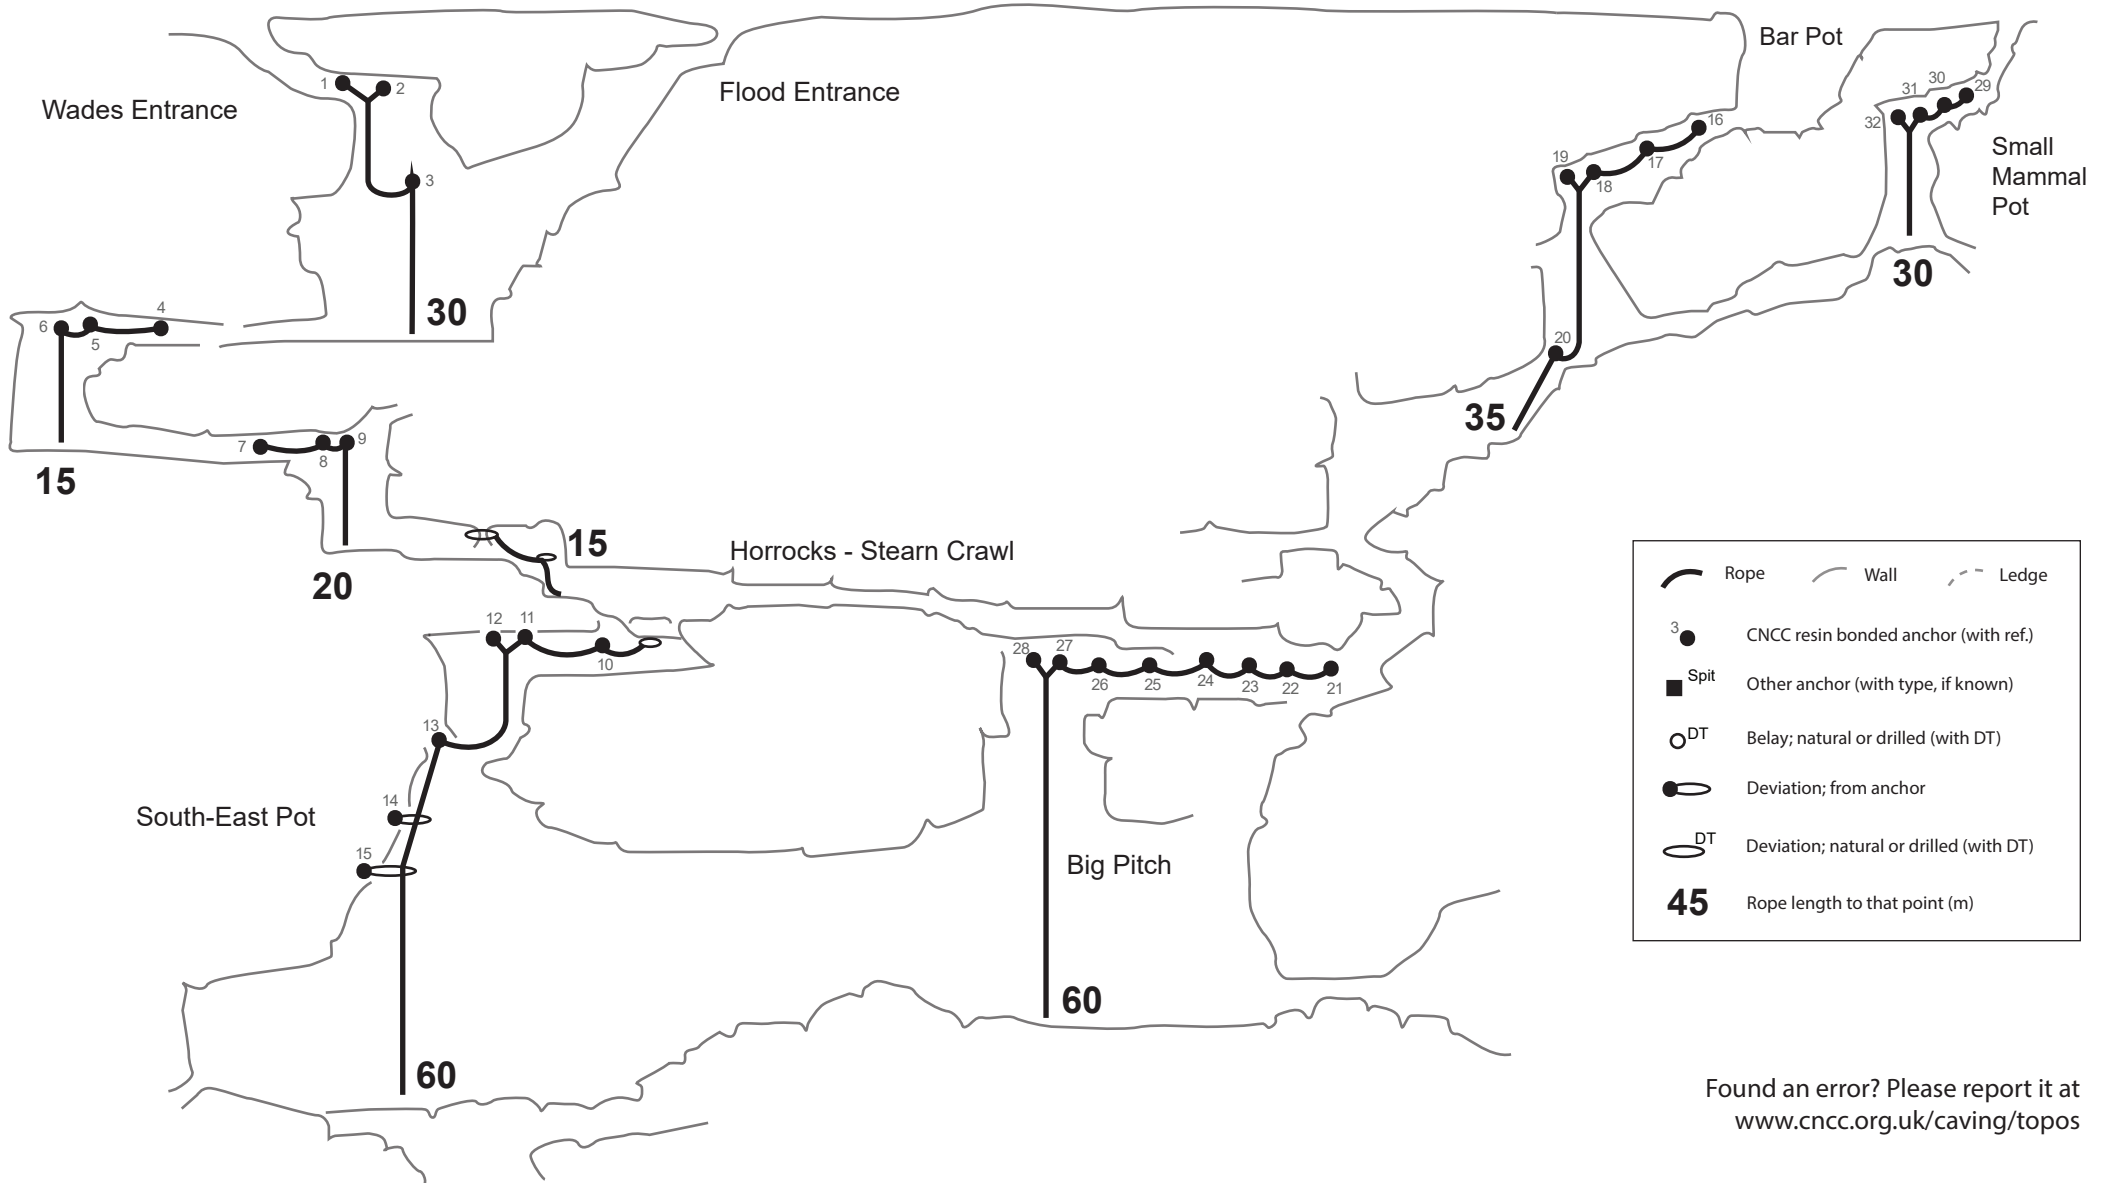 Bar Pot
Wades Entrance
Flood Entrance
1
2
3
30
16
17
18
19
20
35
29
30
31
32
Small
Mammal
Pot
30
4
5
6
15
7
8
9
20
15
Horrocks - Stearn Crawl
12
11
10
13
14
15
South-East Pot
60
28
27
26
25
24
23
22
21
Big Pitch
60
Rope
Wall
Ledge
3
CNCC resin bonded anchor (with ref.)
Spit
Other anchor (with type, if known)
DT
Belay; natural or drilled (with DT)
Deviation; from anchor
DT
Deviation; natural or drilled (with DT)
45
Rope length to that point (m)
Found an error? Please report it at
www.cncc.org.uk/caving/topos